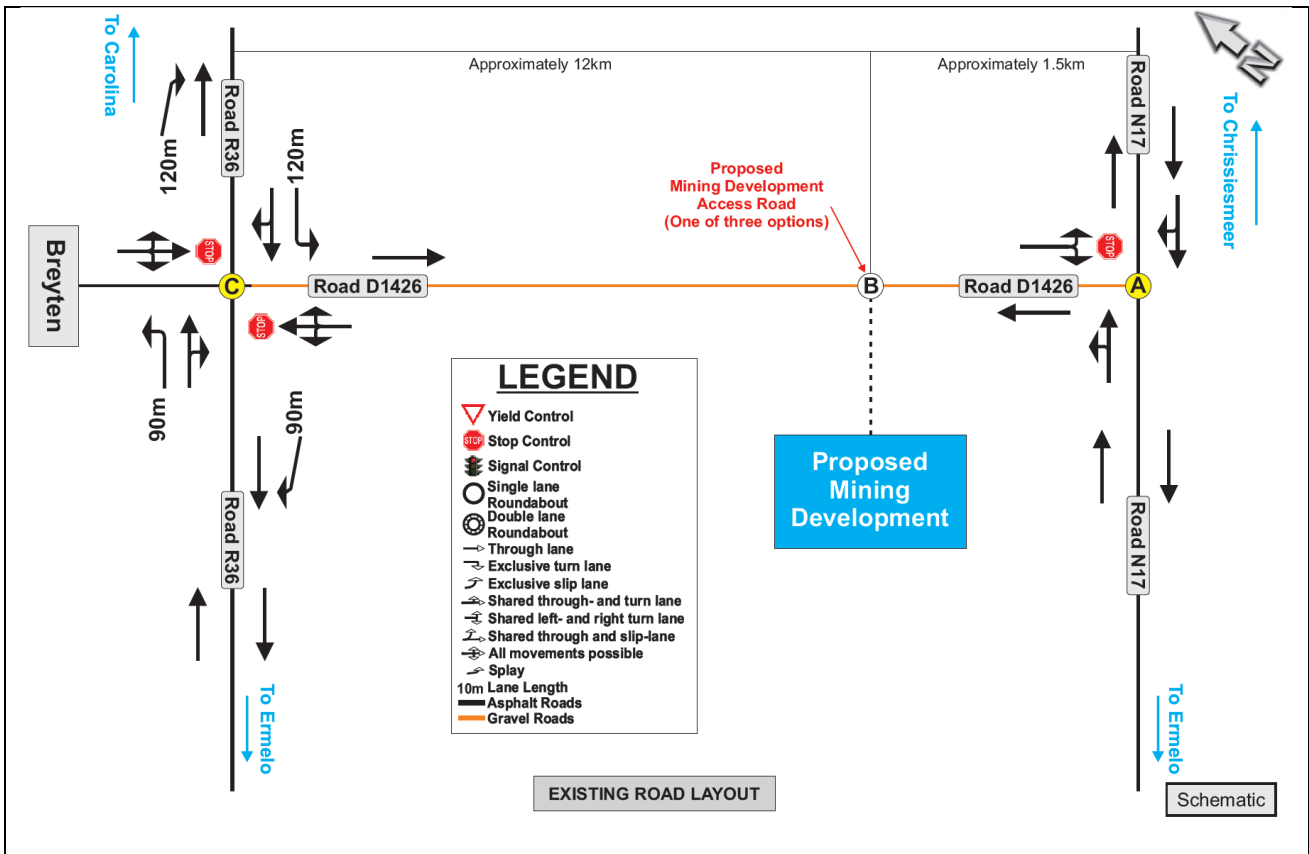 To Carolina
Approximately 12km
Approximately 1.5km
N
Road R36
Road N17
To Chrissiesmeer
120m
120m
Proposed
Mining Development
Access Road
(One of three options)
STOP
STOP
Breyten
C
Road D1426
B
Road D1426
A
STOP
90m
90m
LEGEND
Yield Control
STOP
Stop Control
Signal Control
Single lane
Roundabout
Double lane
Roundabout
Through lane
Exclusive turn lane
Exclusive slip lane
Shared through- and turn lane
Shared left- and right turn lane
Shared through and slip-lane
All movements possible
Splay
10m Lane Length
Asphalt Roads
Gravel Roads
Proposed
Mining
Development
Road R36
Road N17
To Ermelo
To Ermelo
EXISTING ROAD LAYOUT
Schematic